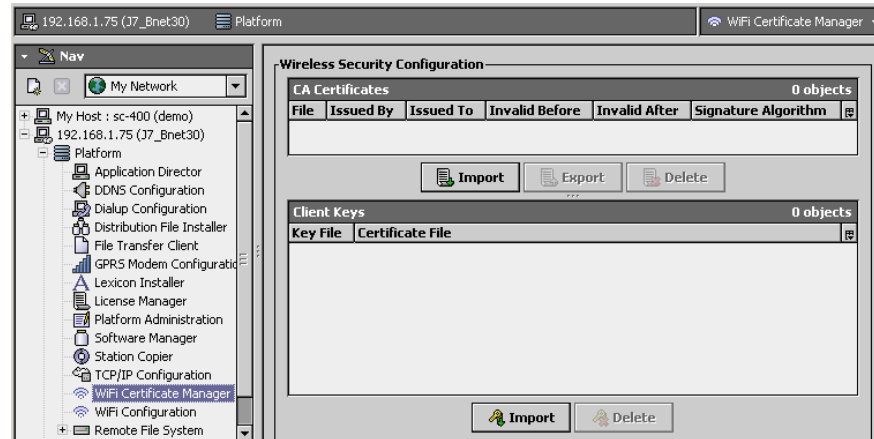 192.168.1.75 (J7_Bnet30) Platform WiFi Certificate Manager
Nav
My Network
My Host : sc-400 (demo)
192.168.1.75 (J7_Bnet30)
Platform
Application Director
DDNS Configuration
Dialup Configuration
Distribution File Installer
File Transfer Client
GPRS Modem Configuratic
Lexicon Installer
License Manager
Platform Administration
Software Manager
Station Copier
TCP/IP Configuration
WiFi Certificate Manager
WiFi Configuration
Remote File System
Wireless Security Configuration
CA Certificates 0 objects
File Issued By Issued To Invalid Before Invalid After Signature Algorithm
Import Export Delete
Client Keys 0 objects
Key File Certificate File
Import Delete